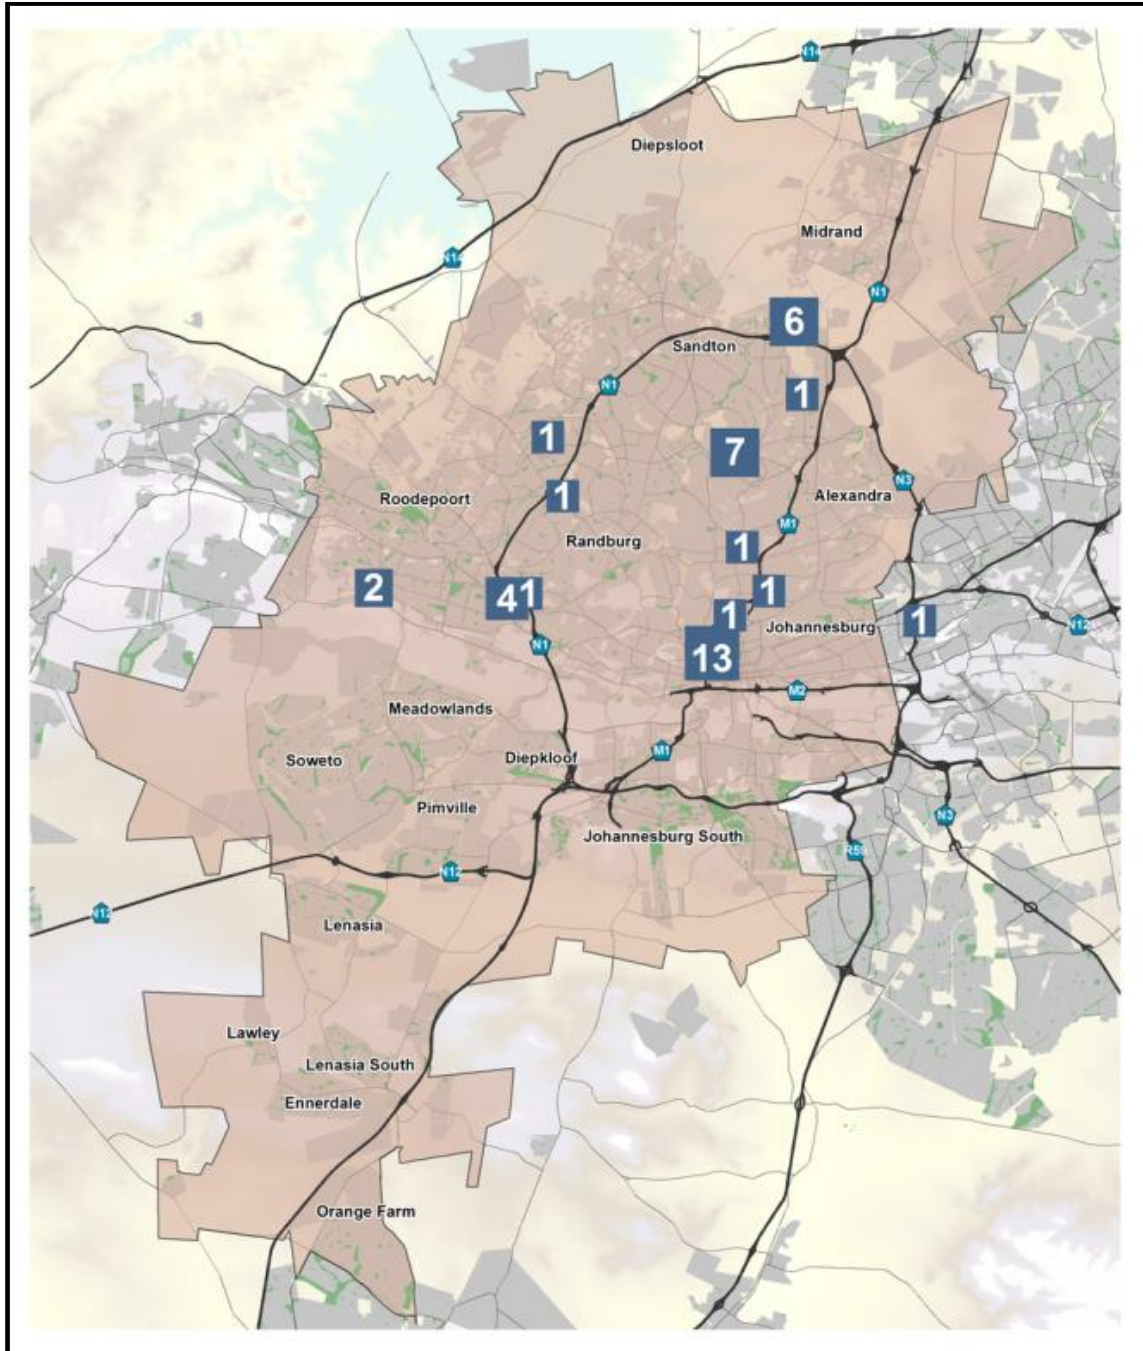 N14
Diepsloot
Midrand
N14
N1
6
Sandton
N1
1
1
7
Roodepoort
1
Alexandra
N3
M1
Randburg
1
2
4
1
1
1
Johannesburg
1
N12
N1
13
M2
Meadowlands
Soweto
Diepkloof
M1
Pimville
Johannesburg South
N3
R59
N12
N12
Lenasia
Lawley
Lenasia South
Ennerdale
Orange Farm